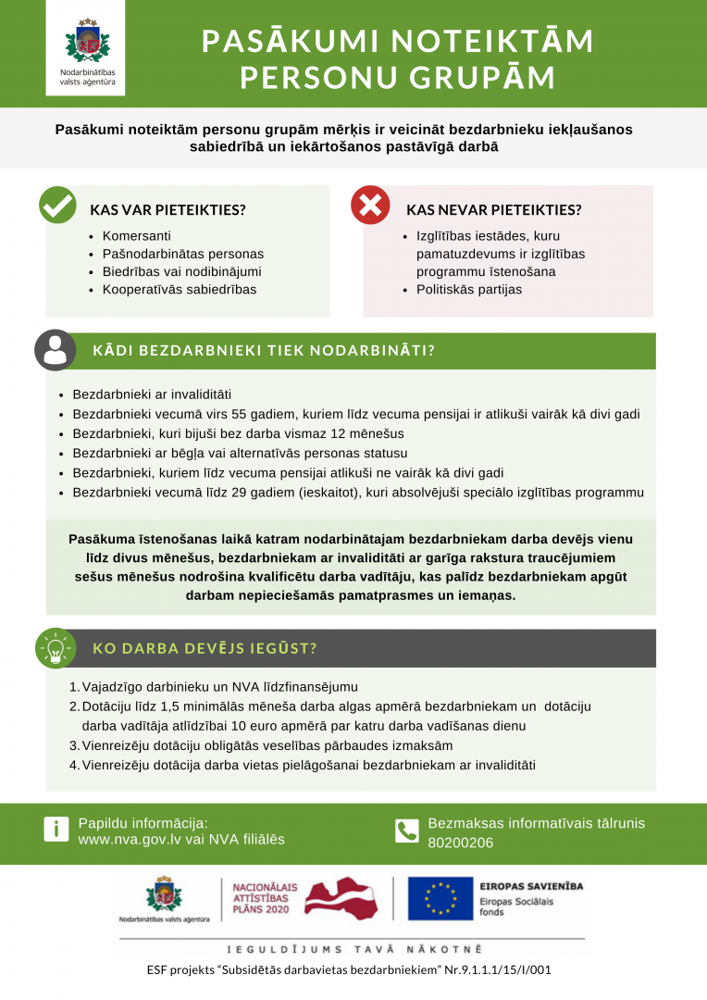 Nodarbinātības
valsts aģentūra
PASĀKUMI NOTEIKTĀM
PERSONU GRUPĀM
Pasākumi noteiktām personu grupām mērķis ir veicināt bezdarbnieku iekļaušanos
sabiedrībā un iekārtošanos pastāvīgā darbā
KAS VAR PIETEIKTIES?
• Komersanti
• Pašnodarbinātas personas
• Biedrības vai nodibinājumi
• Kooperatīvās sabiedrības
KAS NEVAR PIETEIKTIES?
• Izglītības iestādes, kuru
pamatuzdevums ir izglītības
programmu īstenošana
• Politiskās partijas
KĀDI BEZDARBNIEKI TIEK NODARBINĀTI?
• Bezdarbnieki ar invaliditāti
• Bezdarbnieki vecumā virs 55 gadiem, kuriem līdz vecuma pensijai ir atlikuši vairāk kā divi gadi
• Bezdarbnieki, kuri bijuši bez darba vismaz 12 mēnešus
• Bezdarbnieki ar bēgļa vai alternatīvās personas statusu
• Bezdarbnieki, kuriem līdz vecuma pensijai atlikuši ne vairāk kā divi gadi
• Bezdarbnieki vecumā līdz 29 gadiem (ieskaitot), kuri absolvējuši speciālo izglītības programmu
Pasākuma īstenošanas laikā katram nodarbinātajam bezdarbniekam darba devējs vienu
līdz divus mēnešus, bezdarbniekam ar invaliditāti ar garīga rakstura traucējumiem
sešus mēnešus nodrošina kvalificētu darba vadītāju, kas palīdz bezdarbniekam apgūt
darbam nepieciešamās pamatprasmes un iemaņas.
KO DARBA DEVĒJS IEGŪST?
1. Vajadzīgo darbinieku un NVA līdzfinansējumu
2. Dotāciju līdz 1,5 minimālās mēneša darba algas apmērā bezdarbniekam un dotāciju
darba vadītāja atlīdzībai 10 euro apmērā par katru darba vadīšanas dienu
3. Vienreizēju dotāciju obligātās veselības pārbaudes izmaksām
4. Vienreizēju dotācija darba vietas pielāgošanai bezdarbniekam ar invaliditāti
Papildu informācija:
www.nva.gov.lv vai NVA filiālēs
Bezmaksas informatīvais tālrunis
80200206
Nodarbinātības valsts aģentūra
NACIONĀLAIS
ATTĪSTĪBAS
PLĀNS 2020
EIROPAS SAVIENĪBA
Eiropas Sociālais
fonds
IEGULDĪJUMS TAVĀ NĀKOTNĒ
ESF projekts “Subsidētās darbavietas bezdarbniekiem” Nr.9.1.1.1/15/I/001